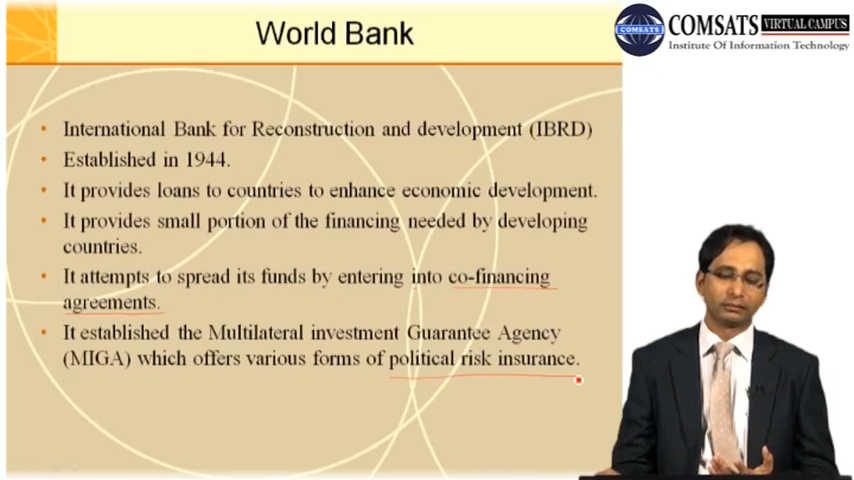 World Bank
COMSATS VIRTUAL CAMPUS
Institute Of Information Technology
COMSATS
• International Bank for Reconstruction and development (IBRD)
• Established in 1944.
• It provides loans to countries to enhance economic development.
• It provides small portion of the financing needed by developing
countries.
• It attempts to spread its funds by entering into co-financing
agreements.
• It established the Multilateral investment Guarantee Agency
(MIGA) which offers various forms of political risk insurance.